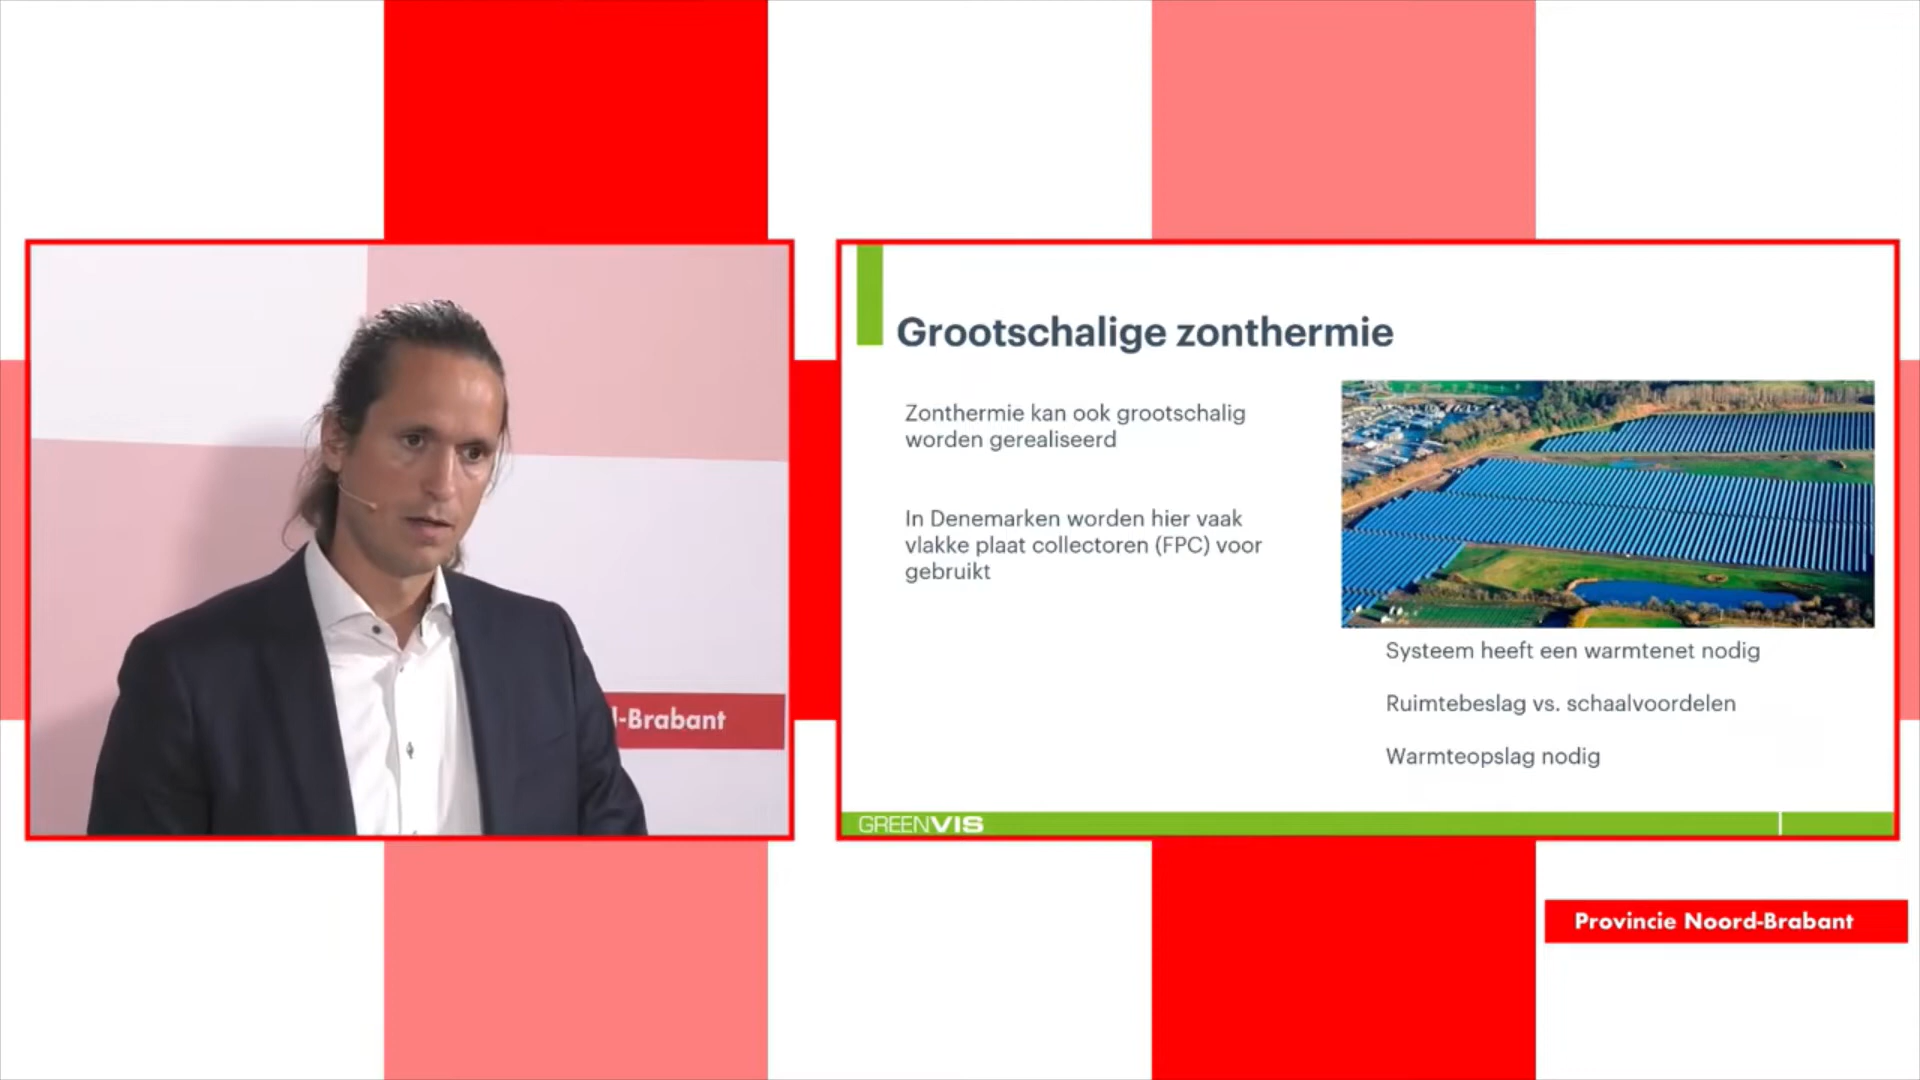 Grootschalige zonthermie
Zonthermie kan ook grootschalig
worden gerealiseerd
In Denemarken worden hier vaak
vlakke plaat collectoren (FPC) voor
gebruikt
Systeem heeft een warmtenet nodig
Ruimtebeslag vs. schaalvoordelen
Warmteopslag nodig
GREENVIS
-Brabant
Provincie Noord-Brabant